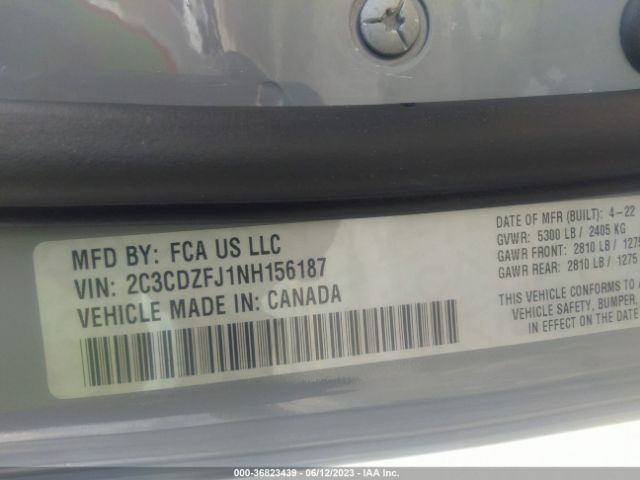 MFD BY: FCA US LLC
VIN: 2C3CDZFJ1NH156187
VEHICLE MADE IN: CANADA
DATE OF MFR (BUILT): 4-22
GVWR: 5300 LB / 2405 KG
GAWR FRONT: 2810 LB / 1275
GAWR REAR: 2810 LB / 1275
THIS VEHICLE CONFORMS TO A
VEHICLE SAFETY, BUMPER,
IN EFFECT ON THE DATE
000-36823439 - 06/12/2023 - IAA Inc.